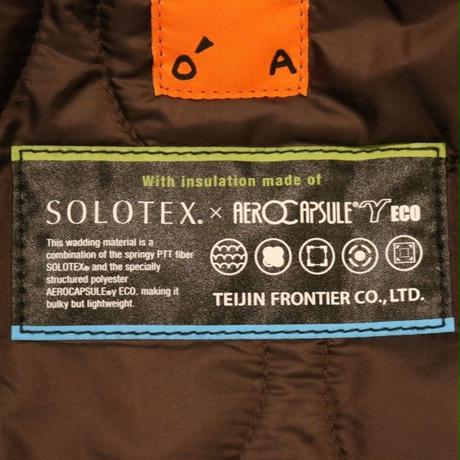 O' A
With insulation made of
SOLOTEX® × AEROCAPSULE®Y ECO
This wadding material is a
combination of the springy PTT fiber
SOLOTEX® and the specially
structured polyester
AEROCAPSULE®Y ECO. making it
bulky but lightweight.
TEIJIN FRONTIER CO., LTD.